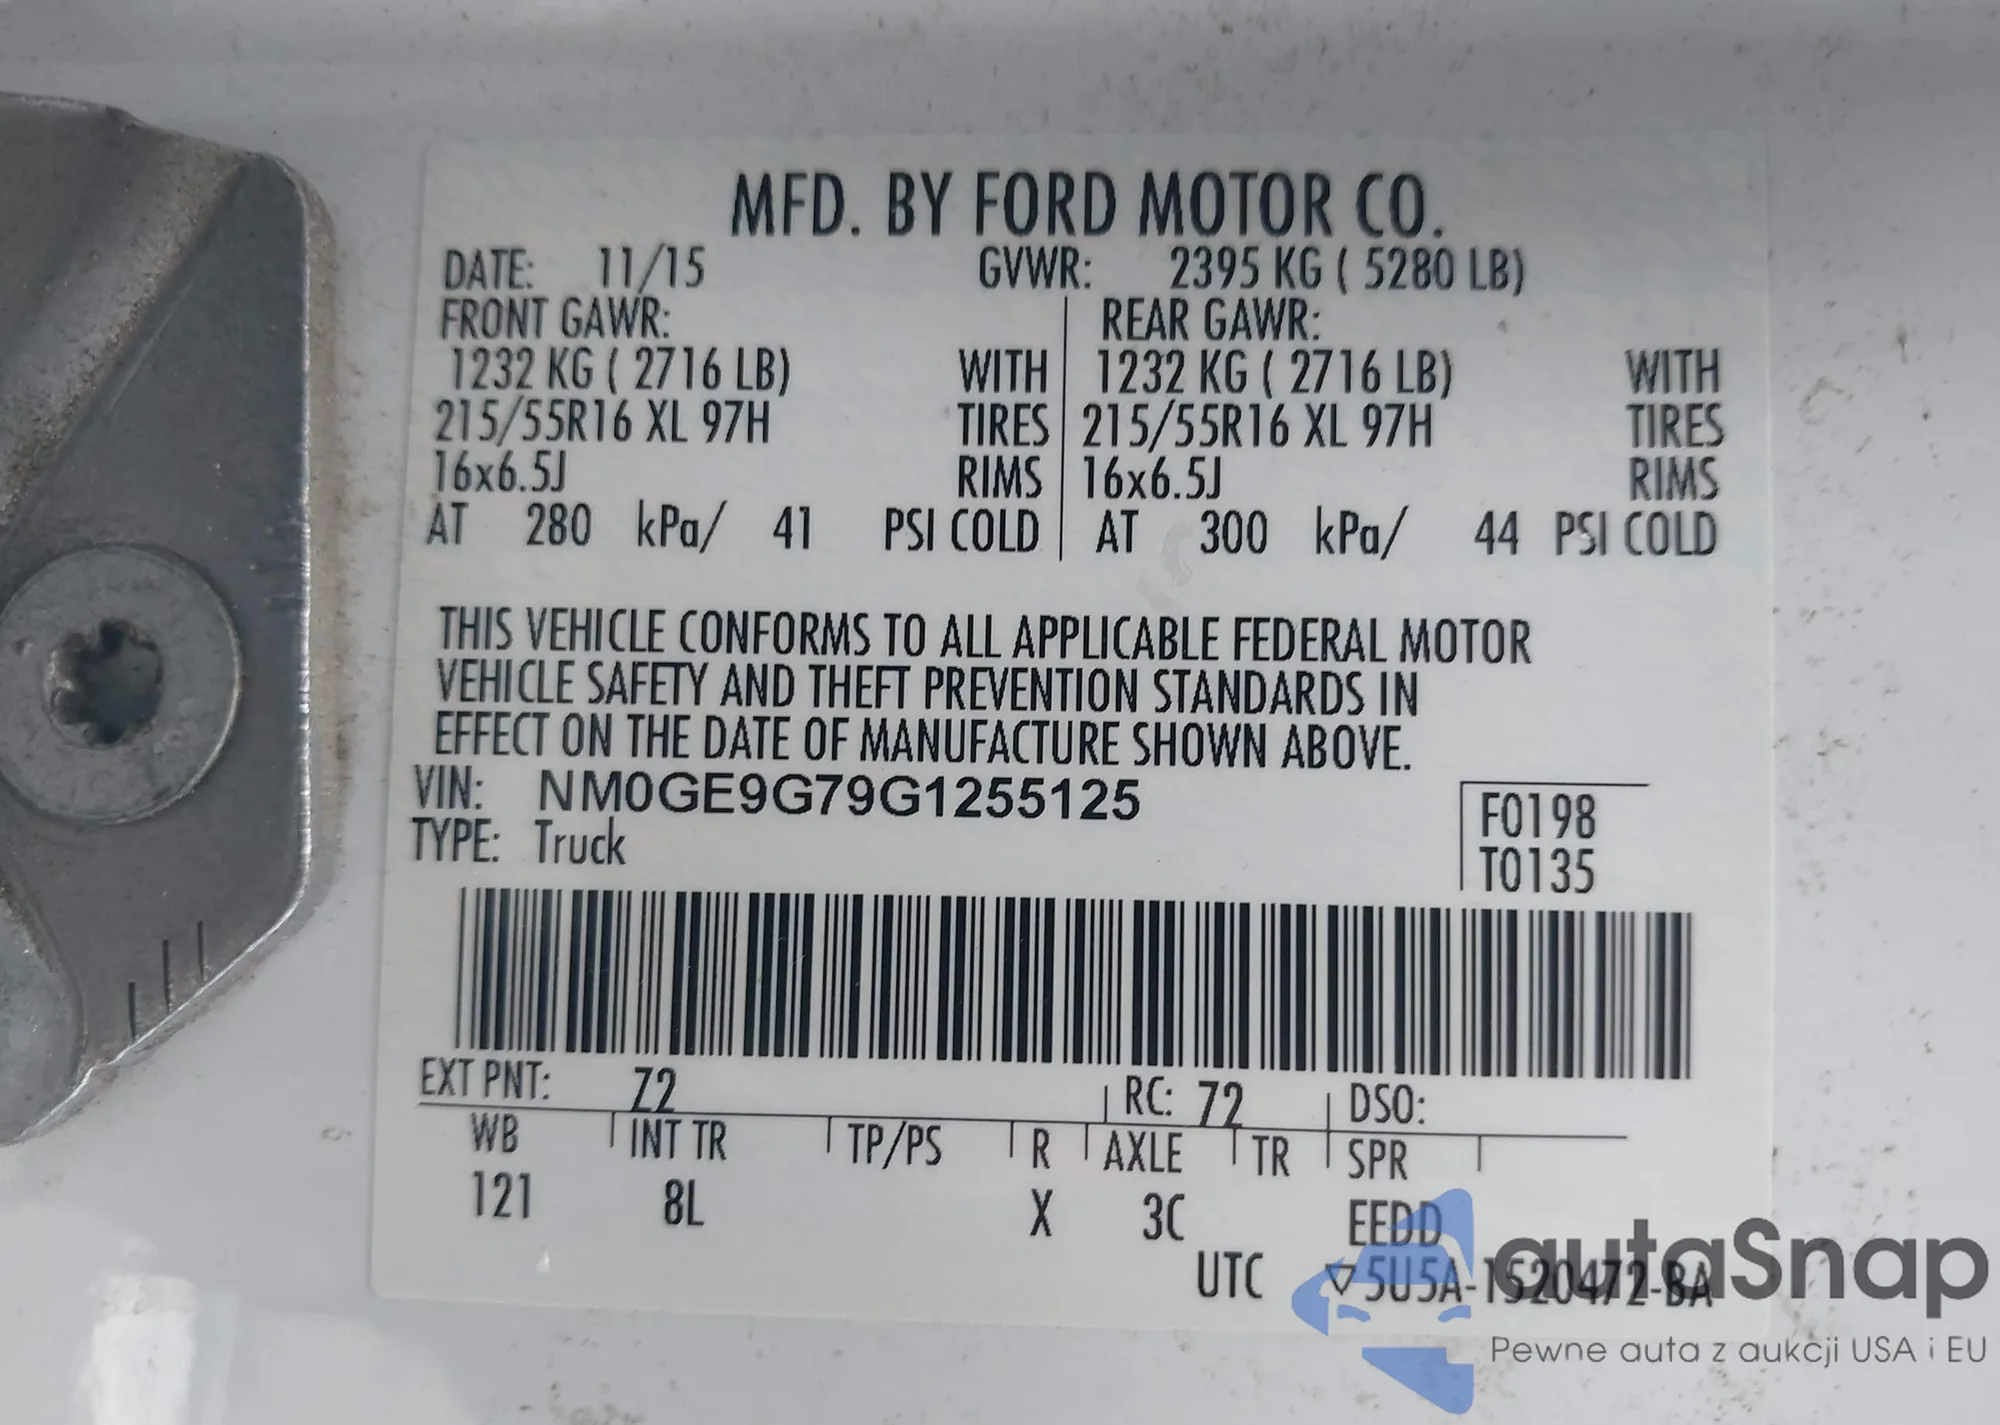 MFD. BY FORD MOTOR CO.
DATE: 11/15 GVWR: 2395 KG ( 5280 LB)
FRONT GAWR: REAR GAWR:
1232 KG ( 2716 LB) WITH 1232 KG ( 2716 LB) WITH
215/55R16 XL 97H TIRES 215/55R16 XL 97H TIRES
16x6.5J RIMS 16x6.5J RIMS
AT 280 kPa/ 41 PSI COLD AT 300 kPa/ 44 PSI COLD
THIS VEHICLE CONFORMS TO ALL APPLICABLE FEDERAL MOTOR
VEHICLE SAFETY AND THEFT PREVENTION STANDARDS IN
EFFECT ON THE DATE OF MANUFACTURE SHOWN ABOVE.
VIN: NM0GE9G79G1255125
F0198
TYPE: Truck
T0135
EXT PNT: Z2 RC: 72 DSO:
WB INT TR TP/PS R AXLE TR SPR
121 8L X 3C EEDD
UTC ▽5U5A-1520472-BA
autaSnap
Pewne auta z aukcji USA i EU